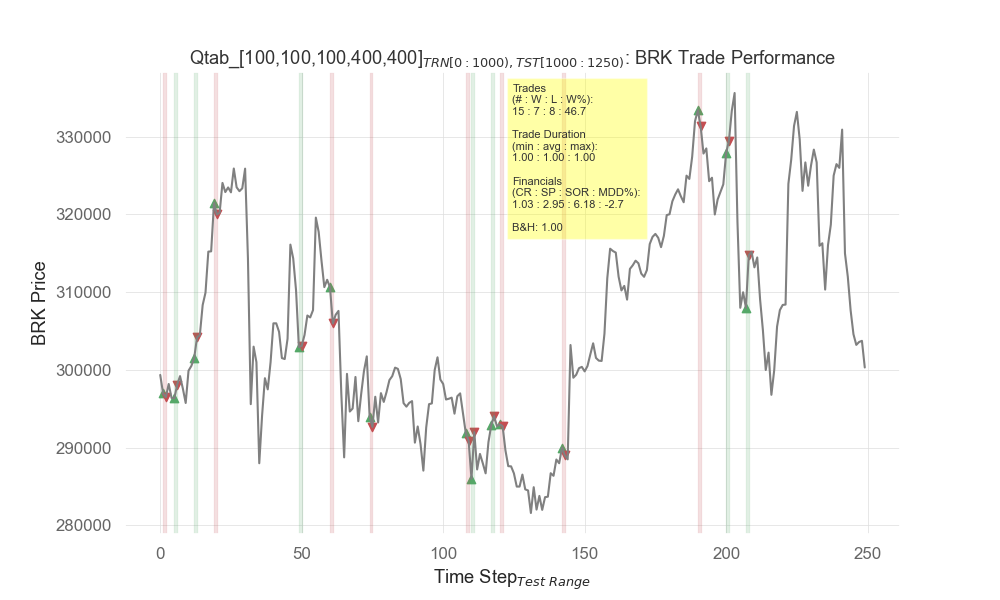 Qtab_[100,100,100,400,400]TRN[0:1000),TST[1000:1250): BRK Trade Performance
Trades
(# : W : L : W%):
15 : 7 : 8 : 46.7
Trade Duration
(min : avg : max):
1.00 : 1.00 : 1.00
Financials
(CR : SP : SOR : MDD%):
1.03 : 2.95 : 6.18 : -2.7
B&H: 1.00
BRK Price
330000
320000
310000
300000
290000
280000
0 50 100 150 200 250
Time StepTest Range